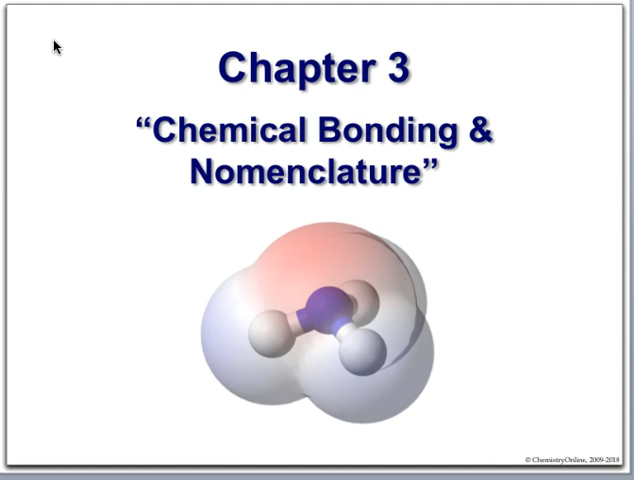 Chapter 3
“Chemical Bonding &
Nomenclature”
© ChemistryOnline, 2009-2018